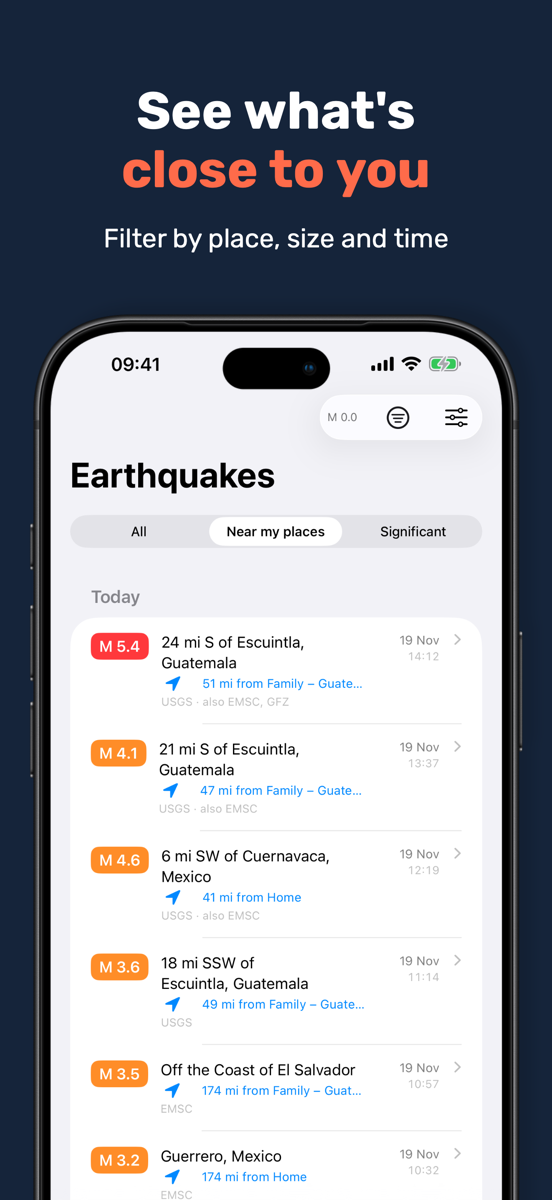 See what's
close to you
Filter by place, size and time
09:41
M 0.0
Earthquakes
All
Near my places
Significant
Today
M 5.4
24 mi S of Escuintla,
Guatemala
51 mi from Family – Guate...
USGS · also EMSC, GFZ
19 Nov
14:12
M 4.1
21 mi S of Escuintla,
Guatemala
47 mi from Family – Guate...
USGS · also EMSC
19 Nov
13:37
M 4.6
6 mi SW of Cuernavaca,
Mexico
41 mi from Home
USGS · also EMSC
19 Nov
12:19
M 3.6
18 mi SSW of
Escuintla, Guatemala
49 mi from Family – Guate...
USGS
19 Nov
11:14
M 3.5
Off the Coast of El Salvador
174 mi from Family – Guat...
EMSC
19 Nov
10:57
M 3.2
Guerrero, Mexico
174 mi from Home
EMSC
19 Nov
10:32